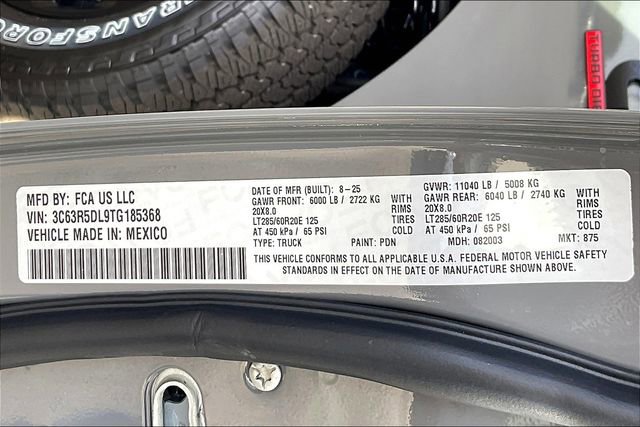 TRANSFORCE
TURBO DI
MFD BY: FCA US LLC
VIN: 3C63R5DL9TG185368
VEHICLE MADE IN: MEXICO
DATE OF MFR (BUILT): 8-25
GAWR FRONT: 6000 LB / 2722 KG WITH
20X8.0 RIMS
LT285/60R20E 125 TIRES
AT 450 kPa / 65 PSI COLD
TYPE: TRUCK PAINT: PDN
GVWR: 11040 LB / 5008 KG
GAWR REAR: 6040 LB / 2740 KG WITH
20X8.0 RIMS
LT285/60R20E 125 TIRES
AT 450 kPa / 65 PSI COLD
MDH: 082003 MKT: 875
THIS VEHICLE CONFORMS TO ALL APPLICABLE U.S.A. FEDERAL MOTOR VEHICLE SAFETY
STANDARDS IN EFFECT ON THE DATE OF MANUFACTURE SHOWN ABOVE.